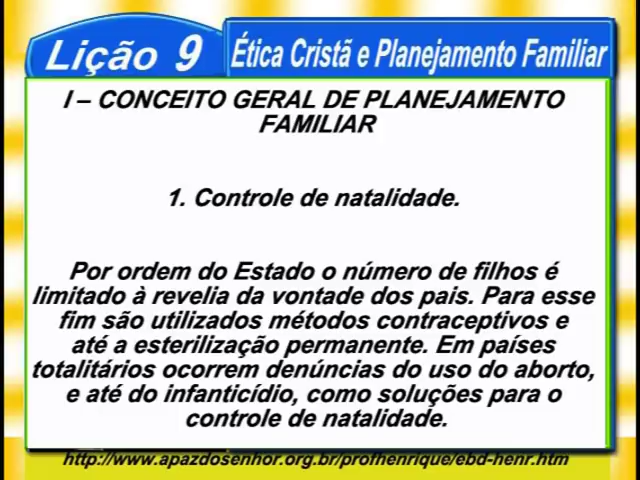 Lição 9
Ética Cristã e Planejamento Familiar
I – CONCEITO GERAL DE PLANEJAMENTO
FAMILIAR
1. Controle de natalidade.
Por ordem do Estado o número de filhos é
limitado à revelia da vontade dos pais. Para esse
fim são utilizados métodos contraceptivos e
até a esterilização permanente. Em países
totalitários ocorrem denúncias do uso do aborto,
e até do infanticídio, como soluções para o
controle de natalidade.
http://www.apazdosenhor.org.br/profhenrique/ebd-henr.htm